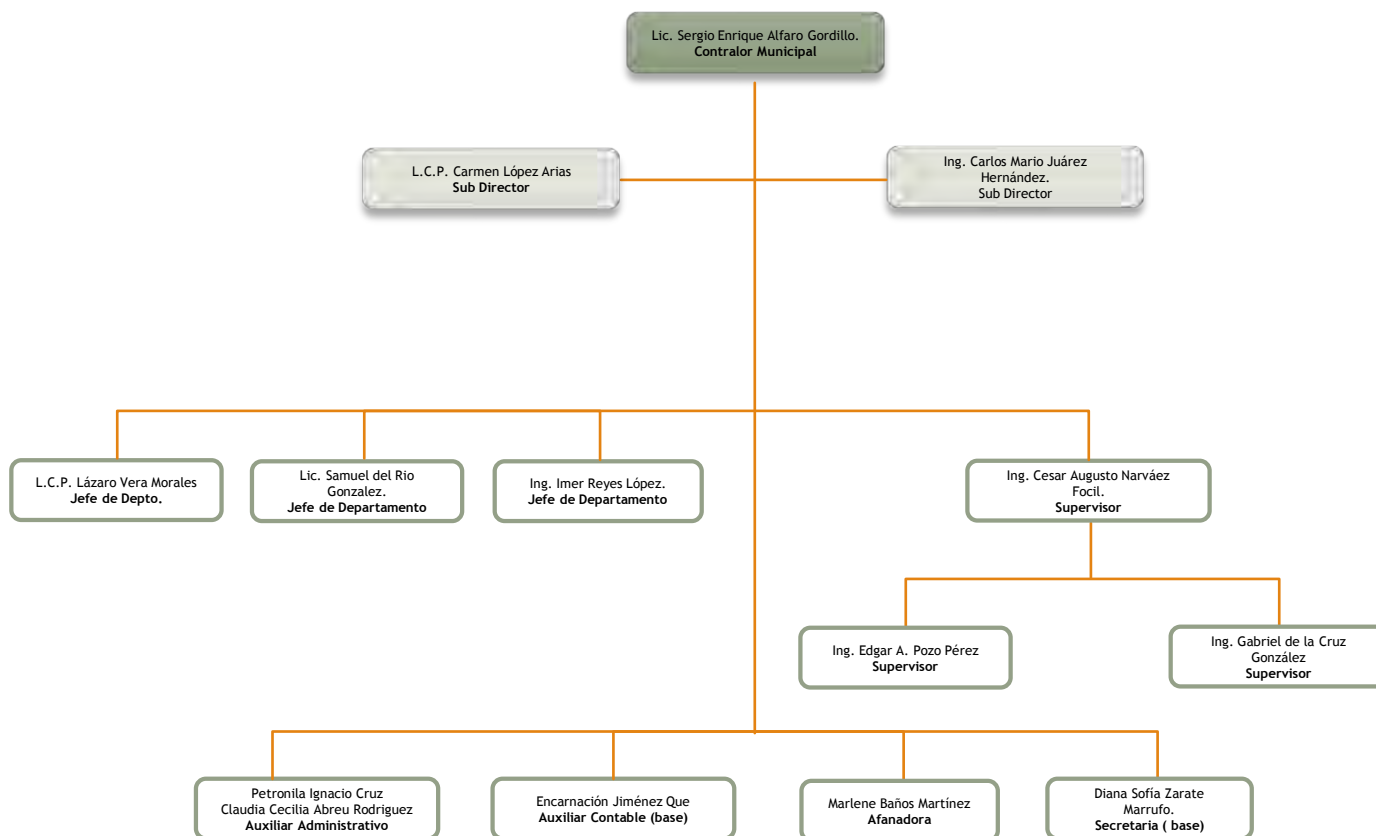 Lic. Sergio Enrique Alfaro Gordillo.
Contralor Municipal
L.C.P. Carmen López Arias
Sub Director
Ing. Carlos Mario Juárez
Hernández.
Sub Director
L.C.P. Lázaro Vera Morales
Jefe de Depto.
Lic. Samuel del Rio
Gonzalez.
Jefe de Departamento
Ing. Imer Reyes López.
Jefe de Departamento
Ing. Cesar Augusto Narváez
Focil.
Supervisor
Ing. Edgar A. Pozo Pérez
Supervisor
Ing. Gabriel de la Cruz
González
Supervisor
Petronila Ignacio Cruz
Claudia Cecilia Abreu Rodriguez
Auxiliar Administrativo
Encarnación Jiménez Que
Auxiliar Contable (base)
Marlene Baños Martínez
Afanadora
Diana Sofía Zarate
Marrufo.
Secretaria ( base)